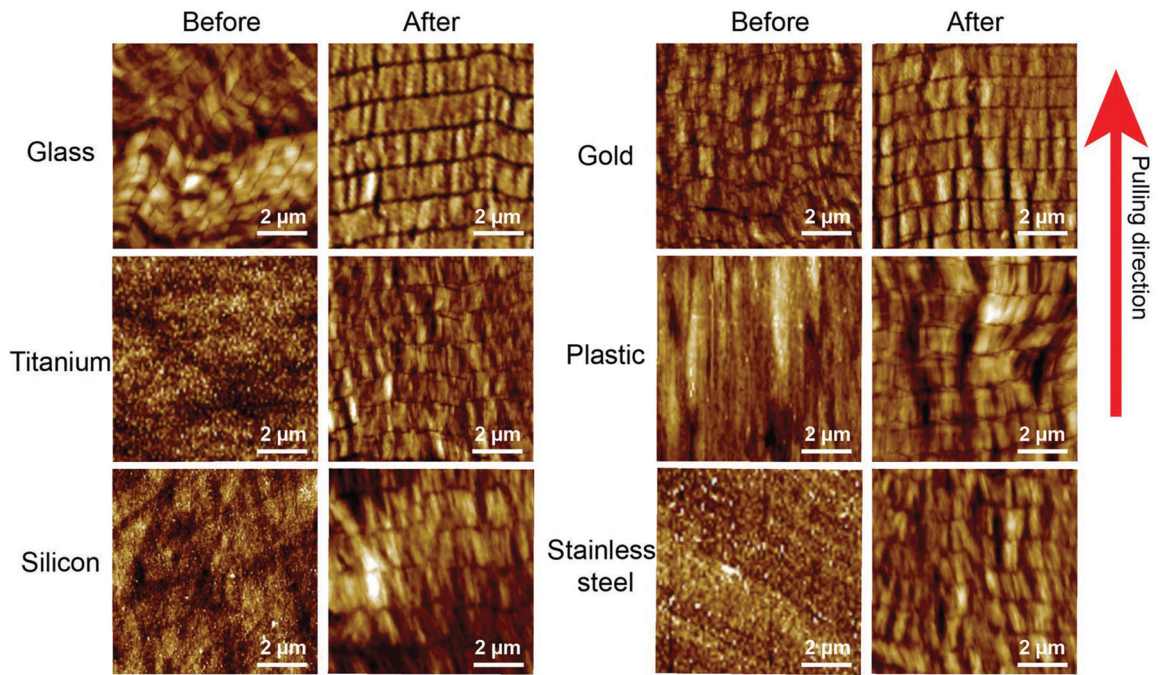 Before After Before After
Glass
2 µm 2 µm
Gold
2 µm 2 µm
Pulling direction
Titanium
2 µm 2 µm
Plastic
2 µm 2 µm
Silicon
2 µm 2 µm
Stainless
steel
2 µm 2 µm